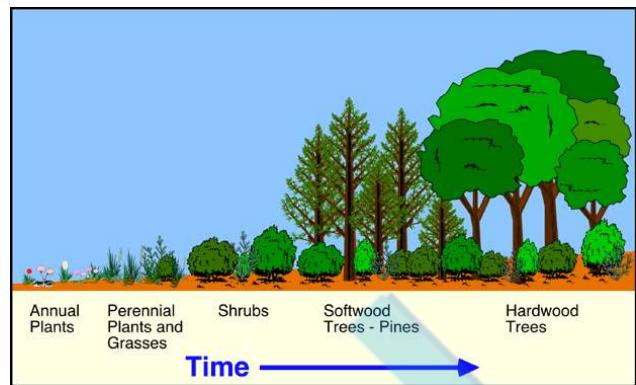 Annual
Plants
Perennial
Plants and
Grasses
Shrubs
Softwood
Trees - Pines
Hardwood
Trees
Time